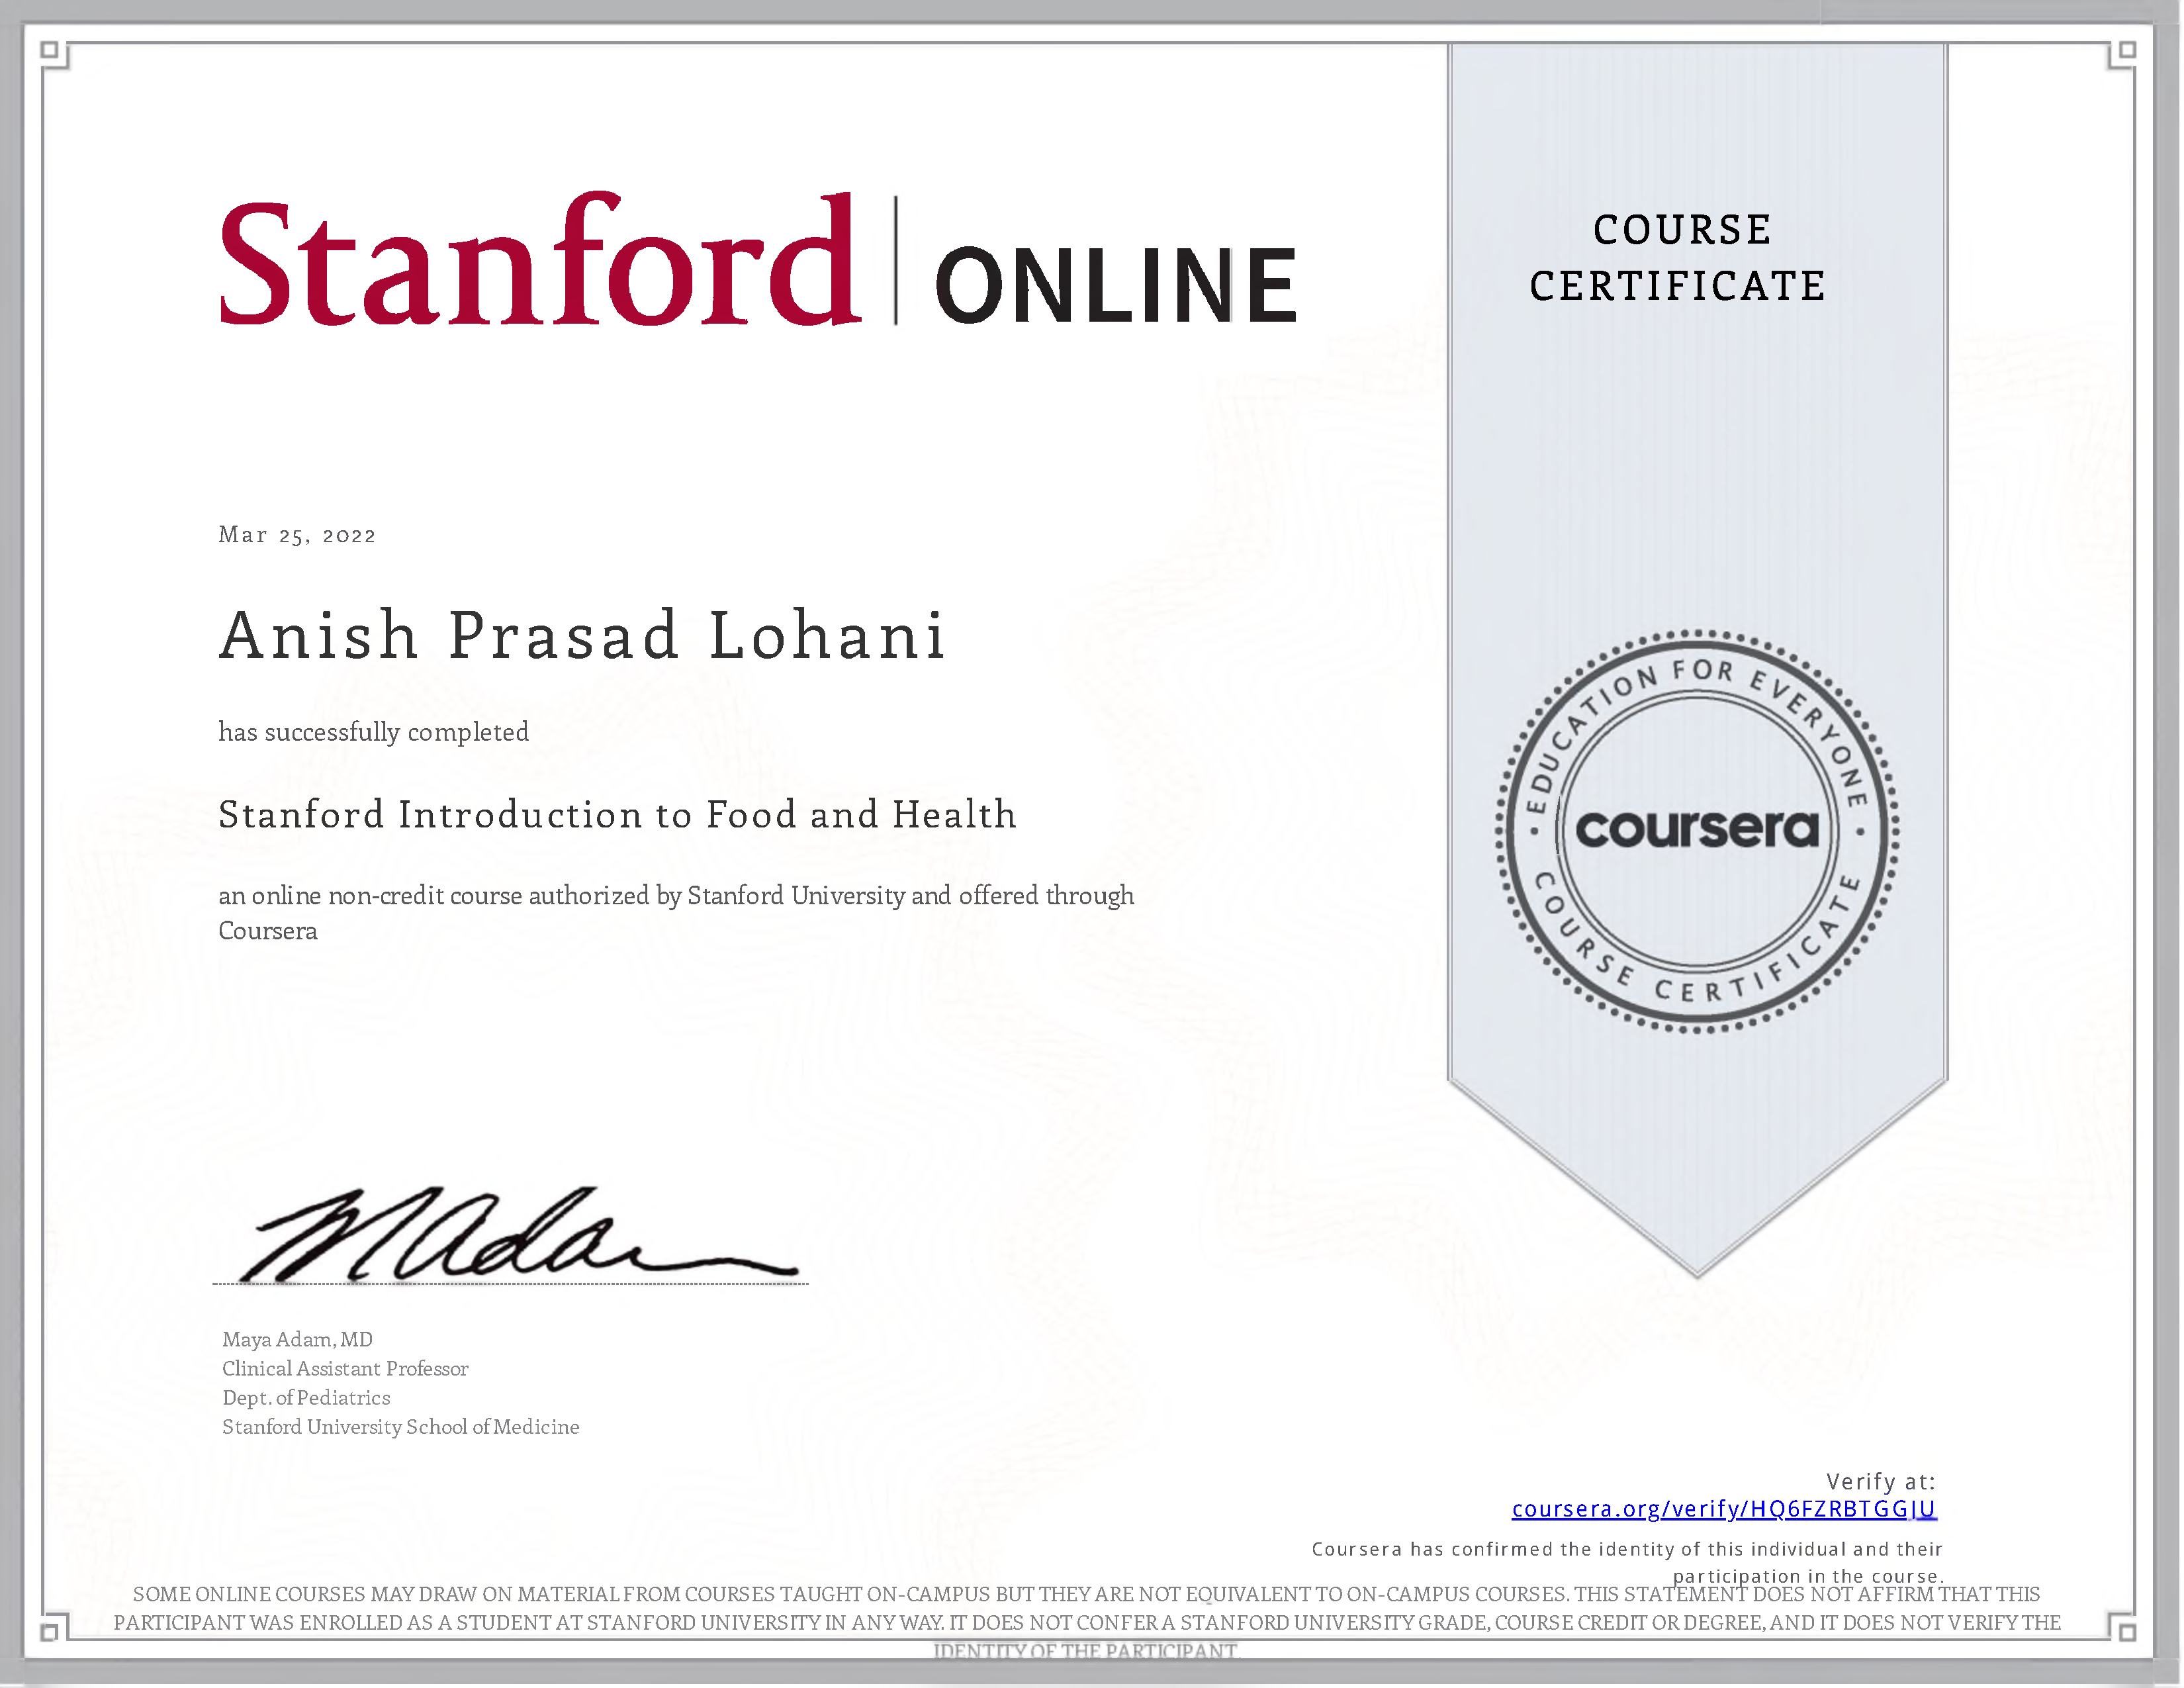 Stanford | ONLINE
COURSE
CERTIFICATE
Mar 25, 2022
Anish Prasad Lohani
has successfully completed
Stanford Introduction to Food and Health
an online non-credit course authorized by Stanford University and offered through
Coursera
EDUCATION FOR EVERYONE
coursera
COURSE CERTIFICATE
MAdam
Maya Adam, MD
Clinical Assistant Professor
Dept. of Pediatrics
Stanford University School of Medicine
Verify at:
coursera.org/verify/HQ6FZRBTGGJU
Coursera has confirmed the identity of this individual and their
participation in the course.
SOME ONLINE COURSES MAY DRAW ON MATERIAL FROM COURSES TAUGHT ON-CAMPUS BUT THEY ARE NOT EQUIVALENT TO ON-CAMPUS COURSES. THIS STATEMENT DOES NOT AFFIRM THAT THIS
PARTICIPANT WAS ENROLLED AS A STUDENT AT STANFORD UNIVERSITY IN ANY WAY. IT DOES NOT CONFER A STANFORD UNIVERSITY GRADE, COURSE CREDIT OR DEGREE, AND IT DOES NOT VERIFY THE
IDENTITY OF THE PARTICIPANT.